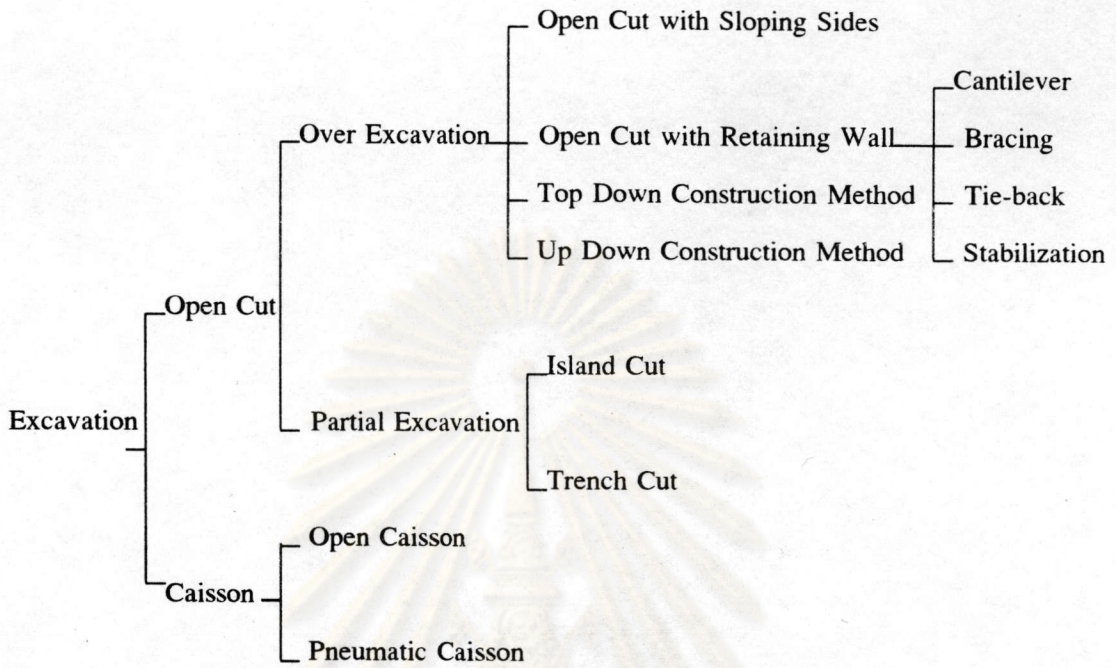 Open Cut with Sloping Sides
Cantilever
Over Excavation
Open Cut with Retaining Wall
Bracing
Top Down Construction Method
Tie-back
Up Down Construction Method
Stabilization
Open Cut
Island Cut
Excavation
Partial Excavation
Trench Cut
Open Caisson
Caisson
Pneumatic Caisson